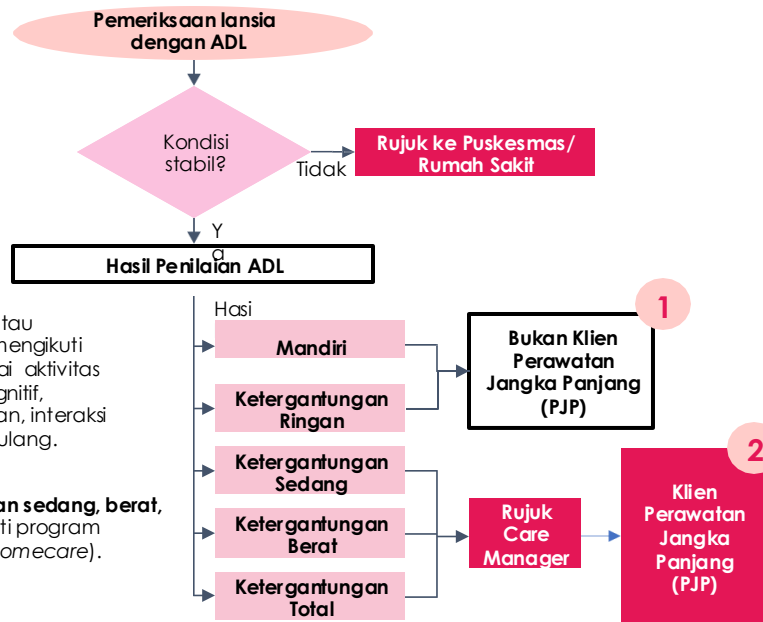 Pemeriksaan lansia
dengan ADL
Kondisi
stabil?
Tidak
Rujuk ke Puskesmas/
Rumah Sakit
Y
a
Hasil Penilaian ADL
Hasi
Mandiri
Ketergantungan
Ringan
Ketergantungan
Sedang
Ketergantungan
Berat
Ketergantungan
Total
1
Bukan Klien
Perawatan
Jangka Panjang
(PJP)
Rujuk
Care
Manager
2
Klien
Perawatan
Jangka
Panjang
(PJP)
tau
mengikuti
ai aktivitas
gnitif,
an, interaksi
ulang.
an sedang, berat,
ti program
omecare).